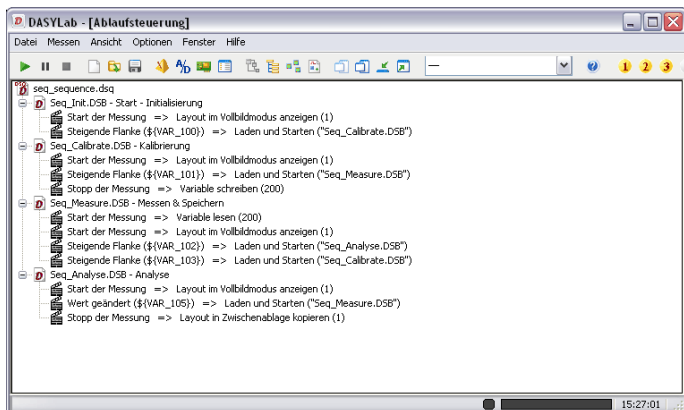 DASYLab - [Ablaufsteuerung]
Datei Messen Ansicht Optionen Fenster Hilfe
1 2 3
seq_sequence.dsq
Seq_Init.DSB - Start - Initialisierung
Start der Messung => Layout im Vollbildmodus anzeigen (1)
Steigende Flanke (${VAR_100}) => Laden und Starten ("Seq_Calibrate.DSB")
Seq_Calibrate.DSB - Kalibrierung
Start der Messung => Layout im Vollbildmodus anzeigen (1)
Steigende Flanke (${VAR_101}) => Laden und Starten ("Seq_Measure.DSB")
Stopp der Messung => Variable schreiben (200)
Seq_Measure.DSB - Messen & Speichern
Start der Messung => Variable lesen (200)
Start der Messung => Layout im Vollbildmodus anzeigen (1)
Steigende Flanke (${VAR_102}) => Laden und Starten ("Seq_Analyse.DSB")
Steigende Flanke (${VAR_103}) => Laden und Starten ("Seq_Calibrate.DSB")
Seq_Analyse.DSB - Analyse
Start der Messung => Layout im Vollbildmodus anzeigen (1)
Wert geändert (${VAR_105}) => Laden und Starten ("Seq_Measure.DSB")
Stopp der Messung => Layout in Zwischenablage kopieren (1)
15:27:01